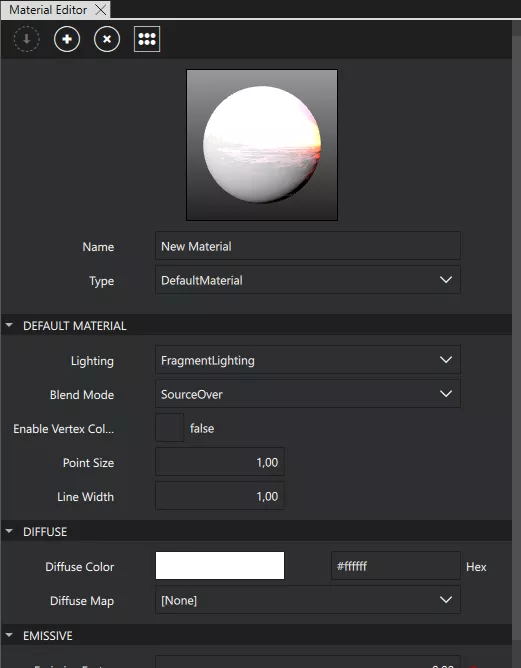 Material Editor
Name New Material
Type DefaultMaterial
DEFAULT MATERIAL
Lighting FragmentLighting
Blend Mode SourceOver
Enable Vertex Col... false
Point Size 1,00
Line Width 1,00
DIFFUSE
Diffuse Color #ffffff Hex
Diffuse Map [None]
EMISSIVE